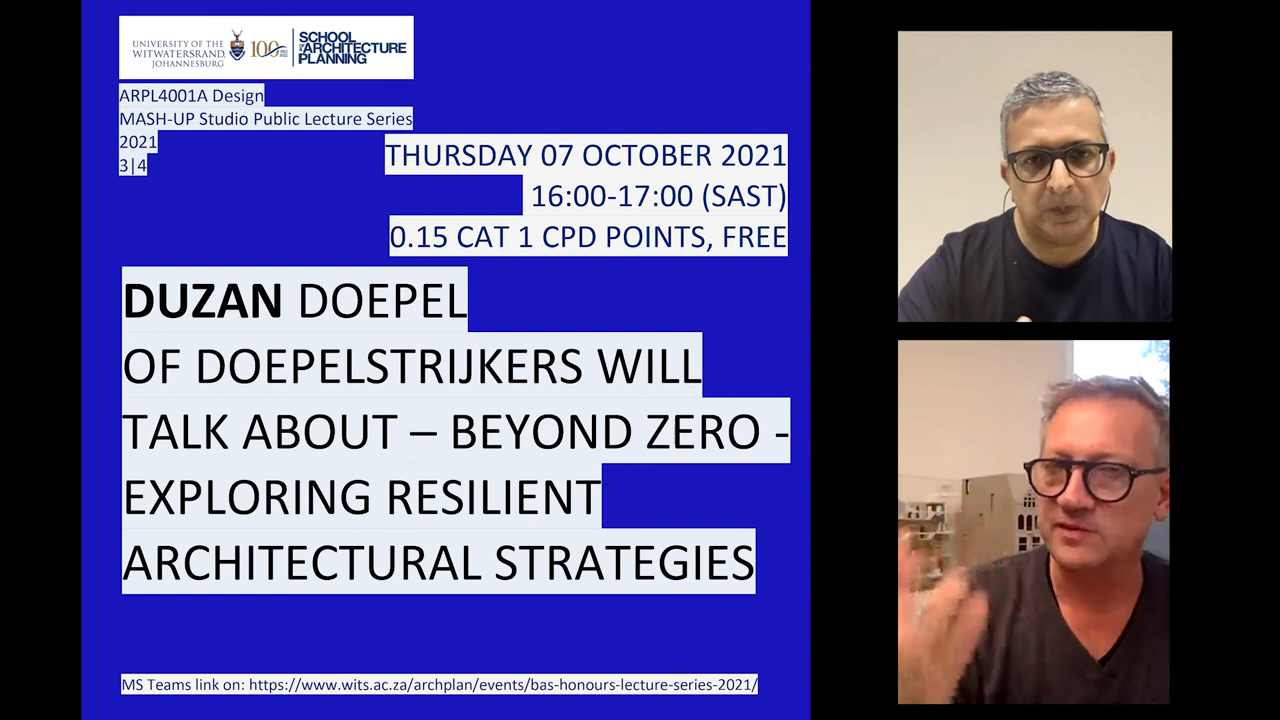 UNIVERSITY OF THE
WITWATERSRAND,
JOHANNESBURG
100
SCHOOL
OF ARCHITECTURE
PLANNING
ARPL4001A Design
MASH-UP Studio Public Lecture Series
2021
3|4
THURSDAY 07 OCTOBER 2021
16:00-17:00 (SAST)
0.15 CAT 1 CPD POINTS, FREE
DUZAN DOEPEL
OF DOEPELSTRIJKERS WILL
TALK ABOUT – BEYOND ZERO -
EXPLORING RESILIENT
ARCHITECTURAL STRATEGIES
MS Teams link on: https://www.wits.ac.za/archplan/events/bas-honours-lecture-series-2021/